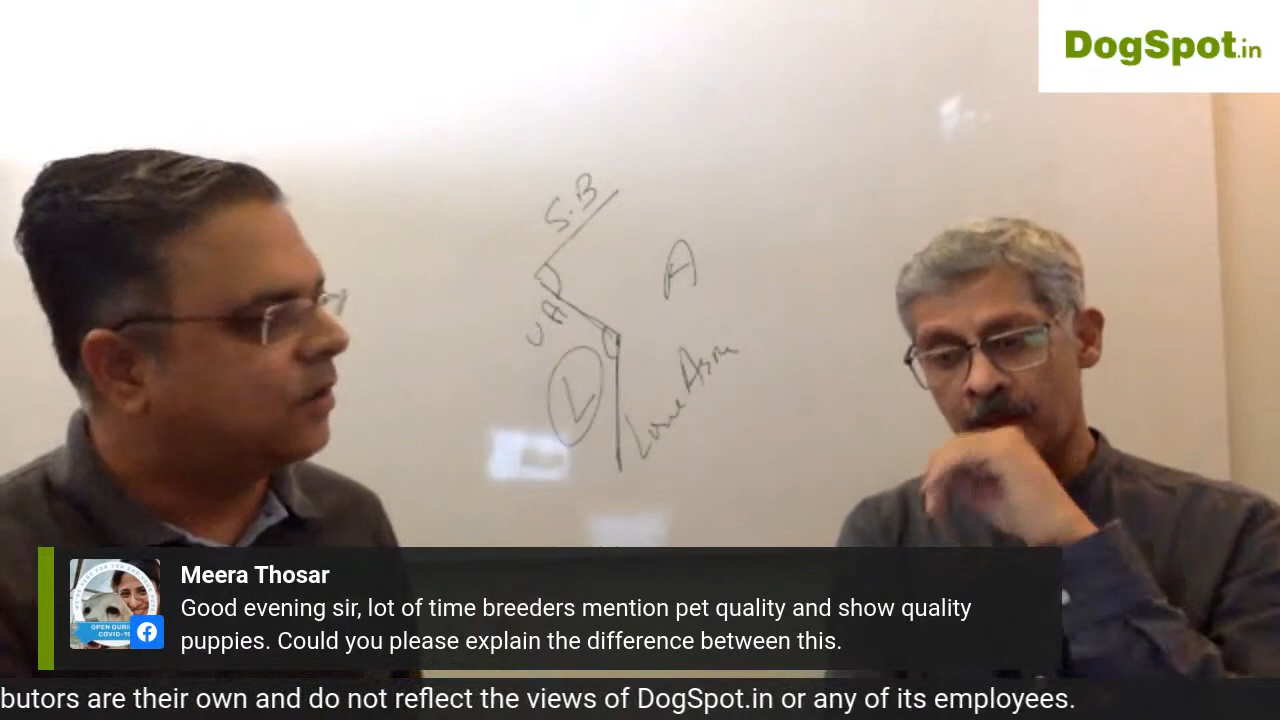 DogSpot.in
S.B
U A
A
L
Meera Thosar
Good evening sir, lot of time breeders mention pet quality and show quality
puppies. Could you please explain the difference between this.
butors are their own and do not reflect the views of DogSpot.in or any of its employees.